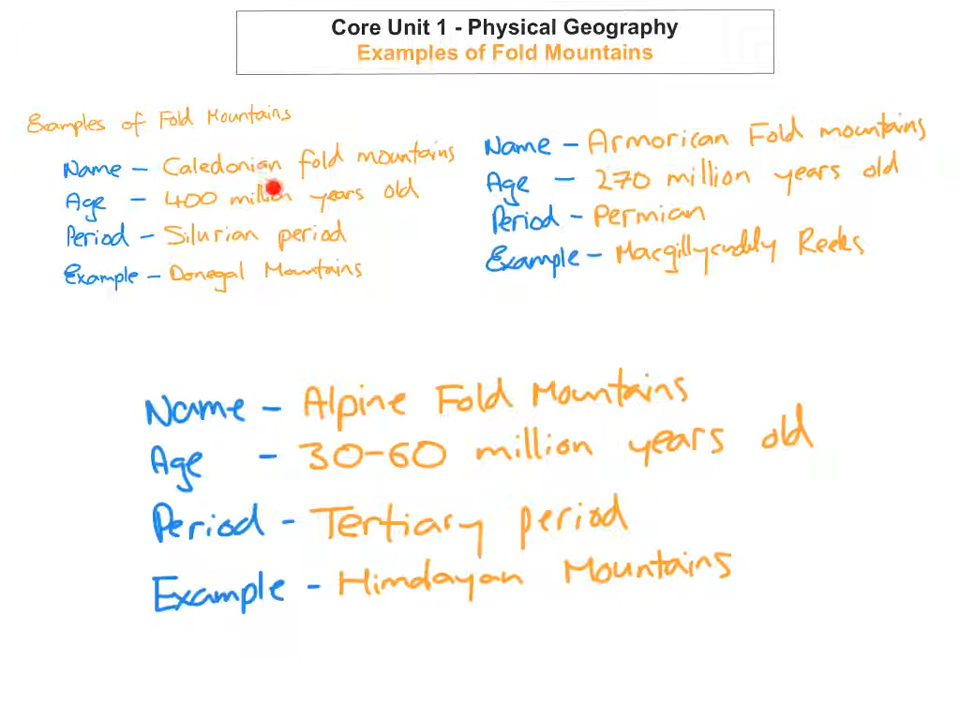 Core Unit 1 - Physical Geography
Examples of Fold Mountains
Examples of Fold Mountains
Name - Caledonian fold mountains
Age - 400 million years old
Period - Silurian period
Example - Donegal Mountains
Name - Armorican Fold mountains
Age - 270 million years old
Period - Permian
Example - Macgillycuddy Reeks
Name - Alpine Fold Mountains
Age - 30-60 million years old
Period - Tertiary period
Example - Himalayan Mountains